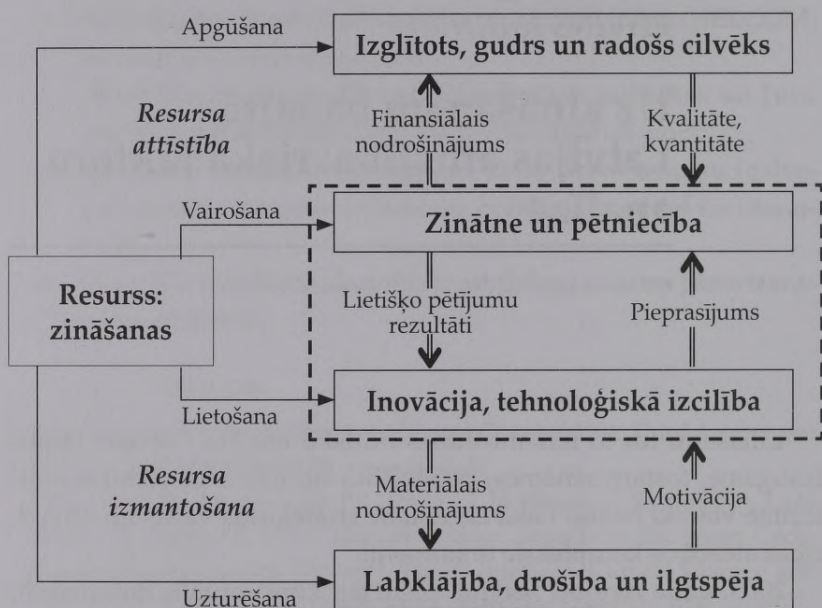 Apgūšana
Izglītots, gudrs un radošs cilvēks
Resursa
attīstība
Finansiālais
nodrošinājums
Kvalitāte,
kvantitāte
Vairošana
Zinātne un pētniecība
Resurss:
zināšanas
Lietišķo pētījumu
rezultāti
Pieprasījums
Lietošana
Inovācija, tehnoloģiskā izcilība
Resursa
izmantošana
Materiālais
nodrošinājums
Motivācija
Uzturēšana
Labklājība, drošība un ilgtspēja